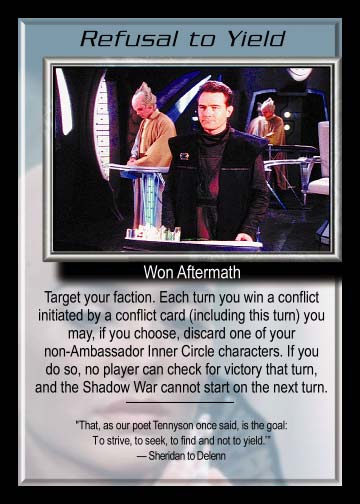 Refusal to Yield
Won Aftermath
Target your faction. Each turn you win a conflict
initiated by a conflict card (including this turn) you
may, if you choose, discard one of your
non-Ambassador Inner Circle characters. If you
do so, no player can check for victory that turn,
and the Shadow War cannot start on the next turn.
"That, as our poet Tennyson once said, is the goal:
To strive, to seek, to find and not to yield.'"
— Sheridan to Delenn